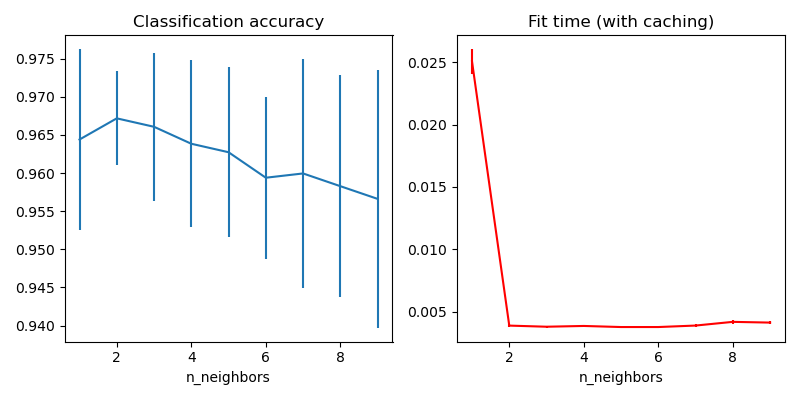 Classification accuracy
0.975
0.970
0.965
0.960
0.955
0.950
0.945
0.940
2 4 6 8
n_neighbors
Fit time (with caching)
0.025
0.020
0.015
0.010
0.005
2 4 6 8
n_neighbors